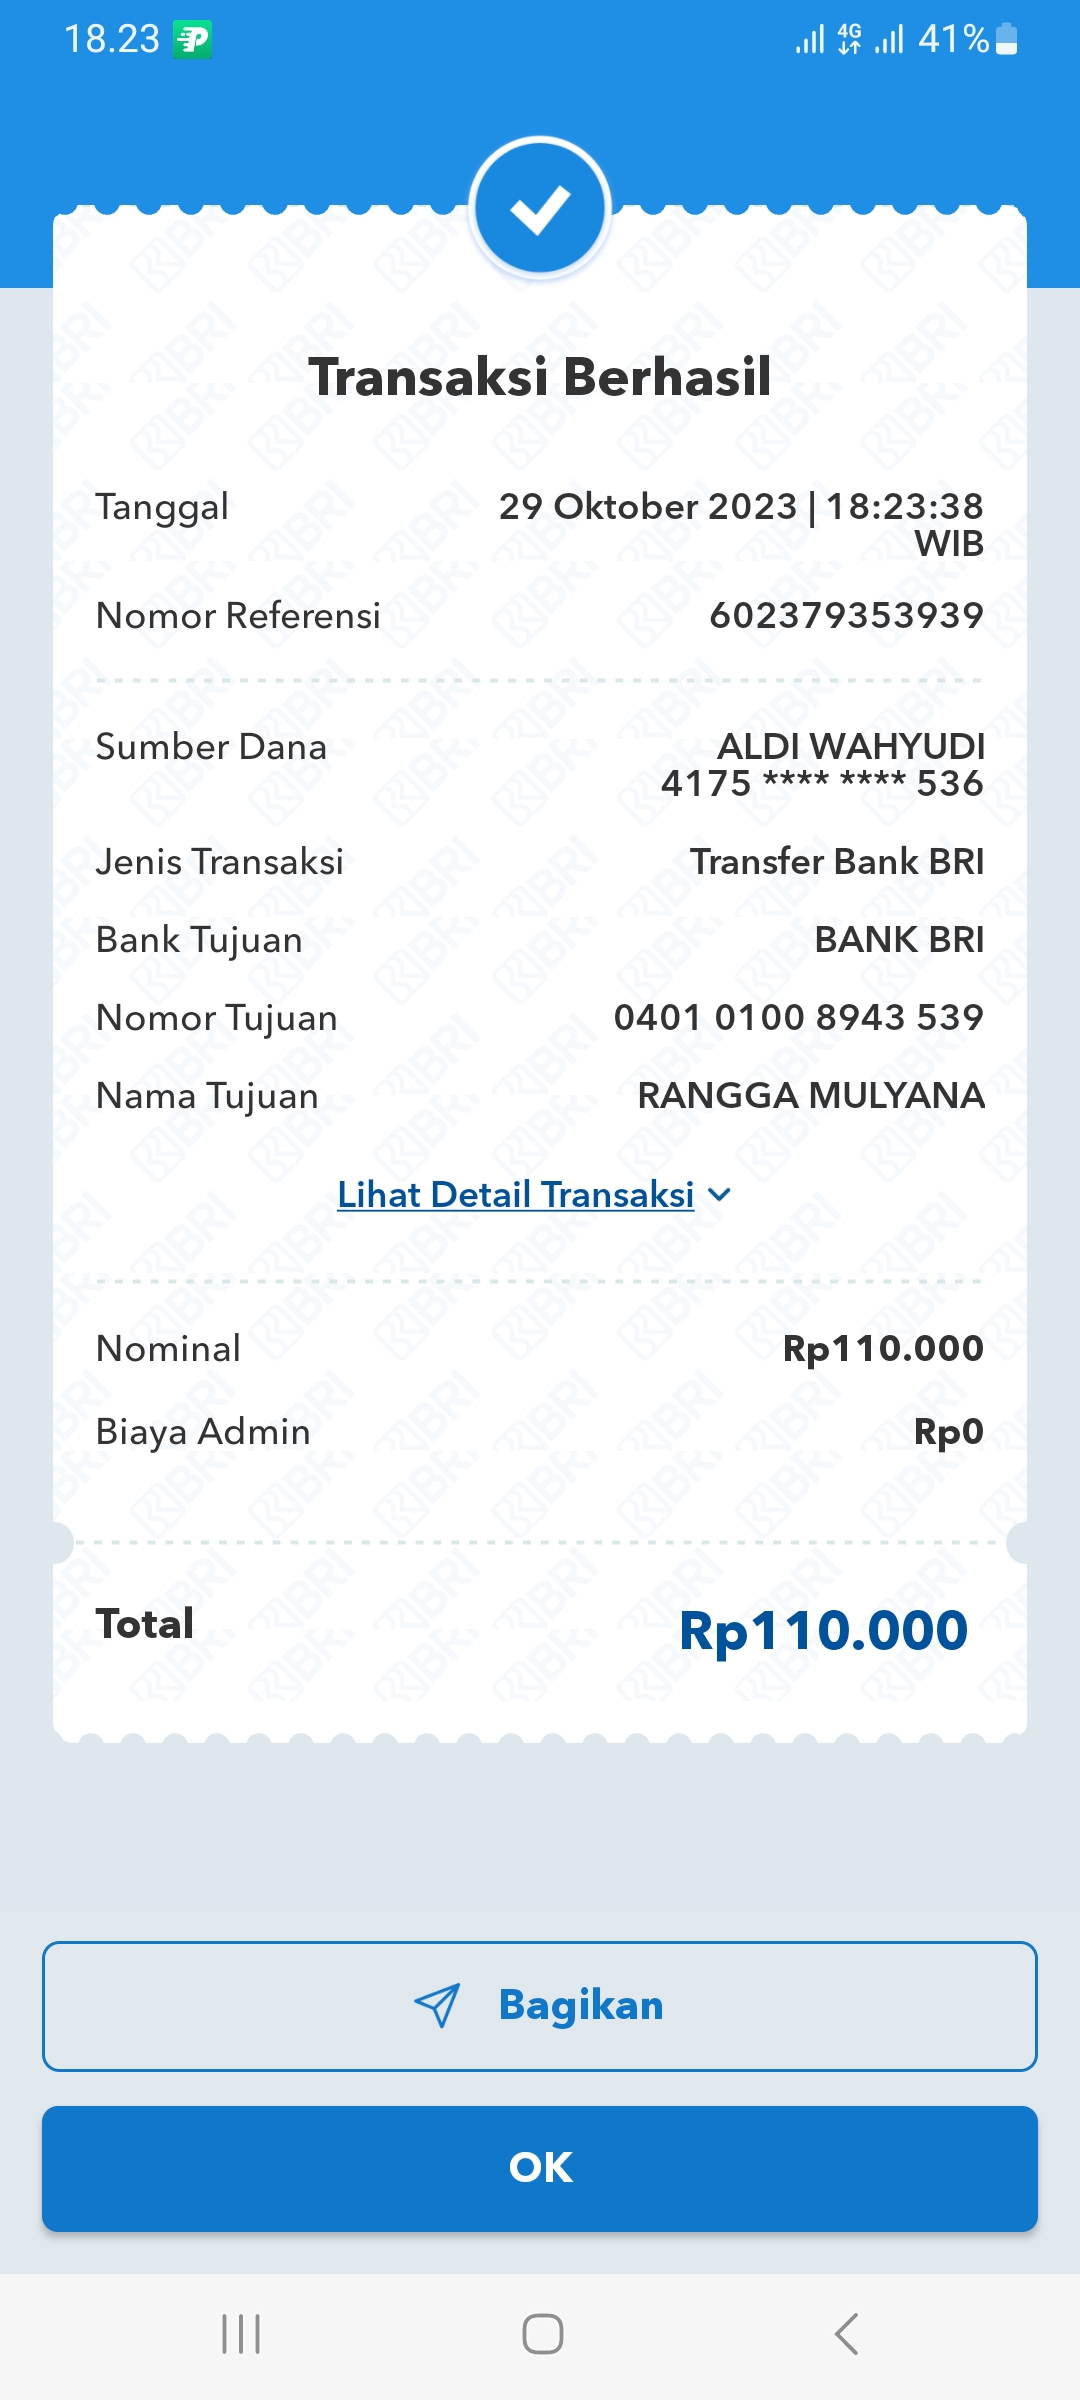 18.23
4G
41%
Transaksi Berhasil
Tanggal 29 Oktober 2023 | 18:23:38
WIB
Nomor Referensi 602379353939
Sumber Dana ALDI WAHYUDI
4175 **** **** 536
Jenis Transaksi Transfer Bank BRI
Bank Tujuan BANK BRI
Nomor Tujuan 0401 0100 8943 539
Nama Tujuan RANGGA MULYANA
Lihat Detail Transaksi
Nominal Rp110.000
Biaya Admin Rp0
Total Rp110.000
Bagikan
OK